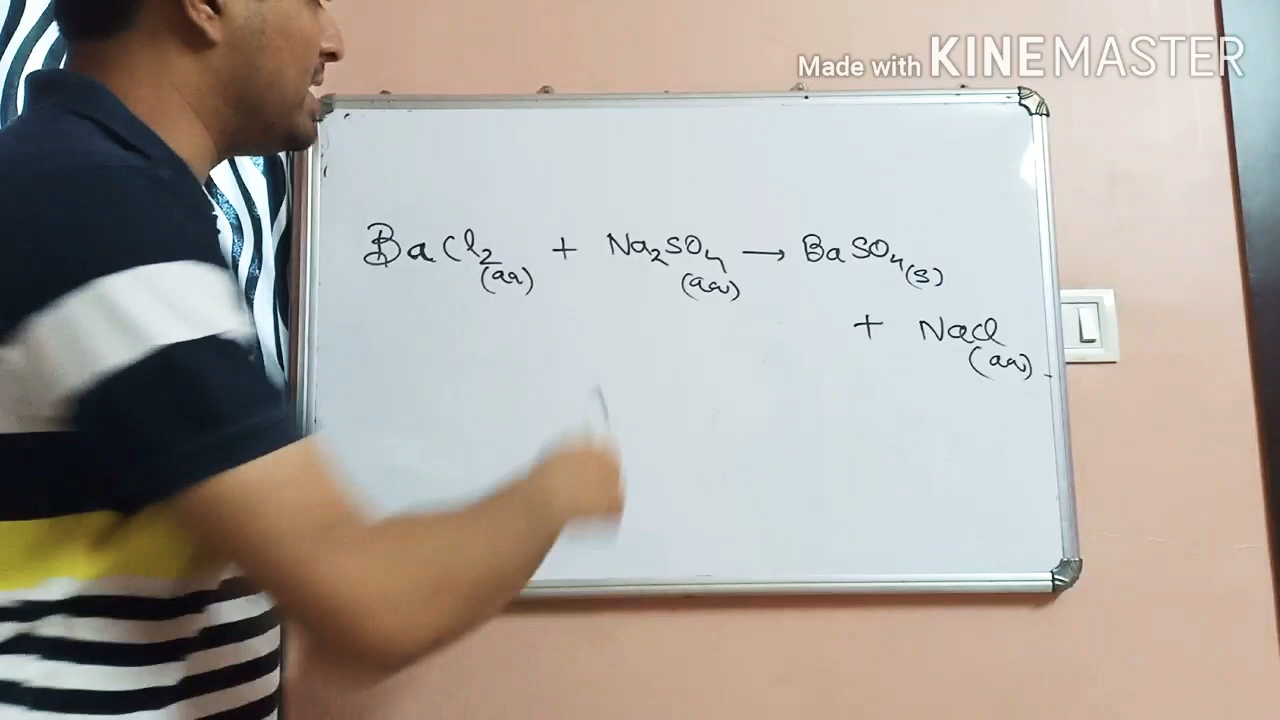 Made with KINEMASTER
BaCl₂(aq) + Na₂SO₄(aq) → BaSO₄(s)
+ NaCl(aq)